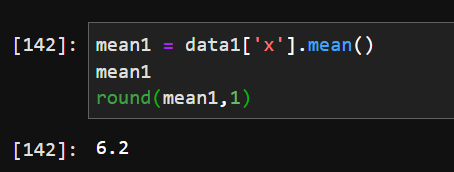 [142]: mean1 = data1['x'].mean()
mean1
round(mean1,1)
[142]: 6.2